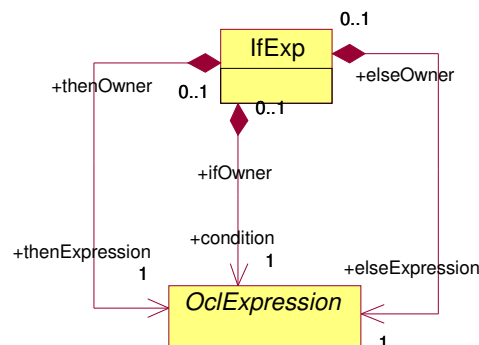 0..1
IfExp
+thenOwner
+elseOwner
0..1
0..1
+ifOwner
+condition
+thenExpression
1
1
+elseExpression
OclExpression
1